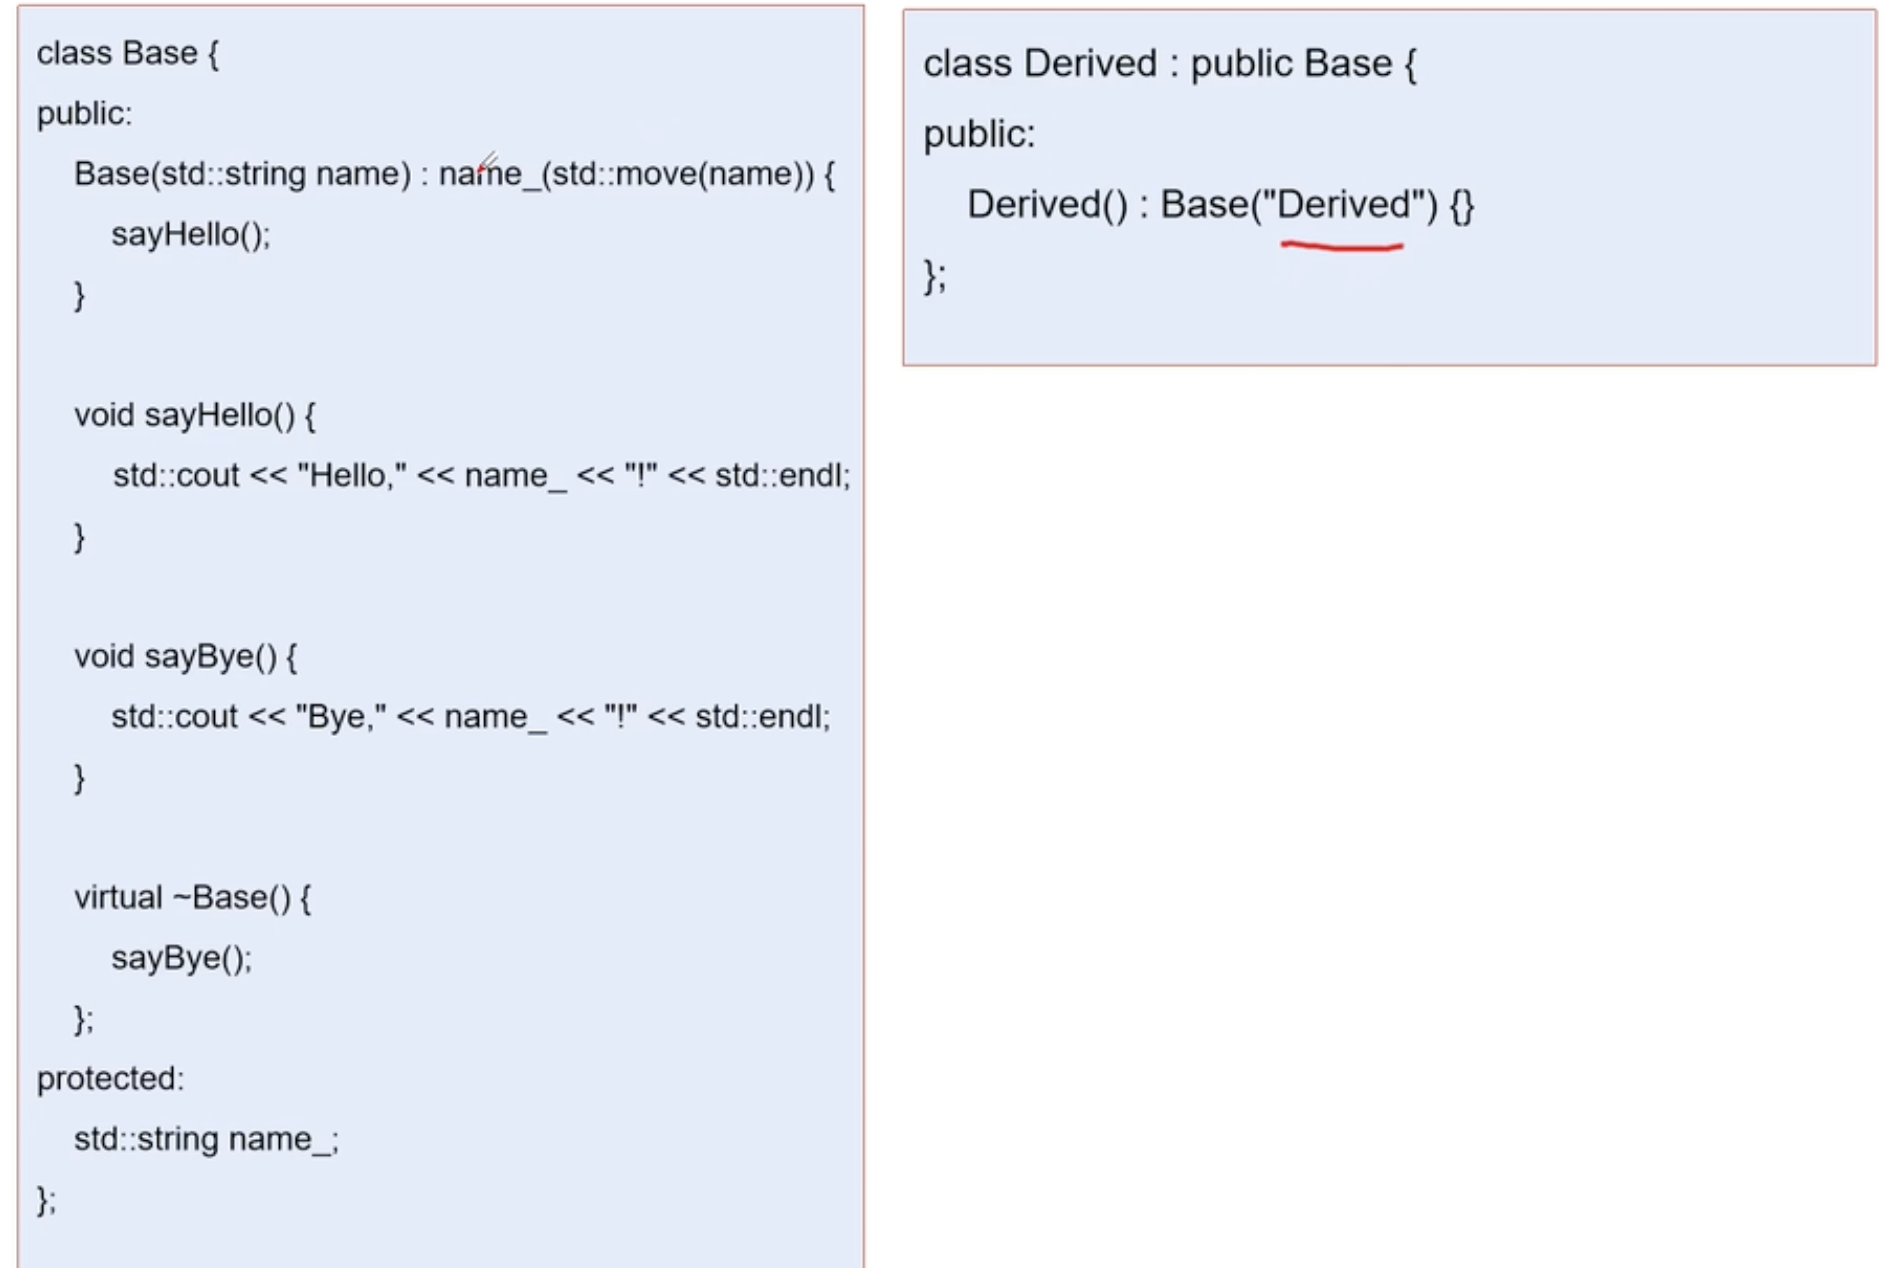 class Base {
public:
Base(std::string name) : name_(std::move(name)) {
sayHello();
}
void sayHello() {
std::cout << "Hello," << name_ << "!" << std::endl;
}
void sayBye() {
std::cout << "Bye," << name_ << "!" << std::endl;
}
virtual ~Base() {
sayBye();
};
protected:
std::string name_;
};
class Derived : public Base {
public:
Derived() : Base("Derived") {}
};